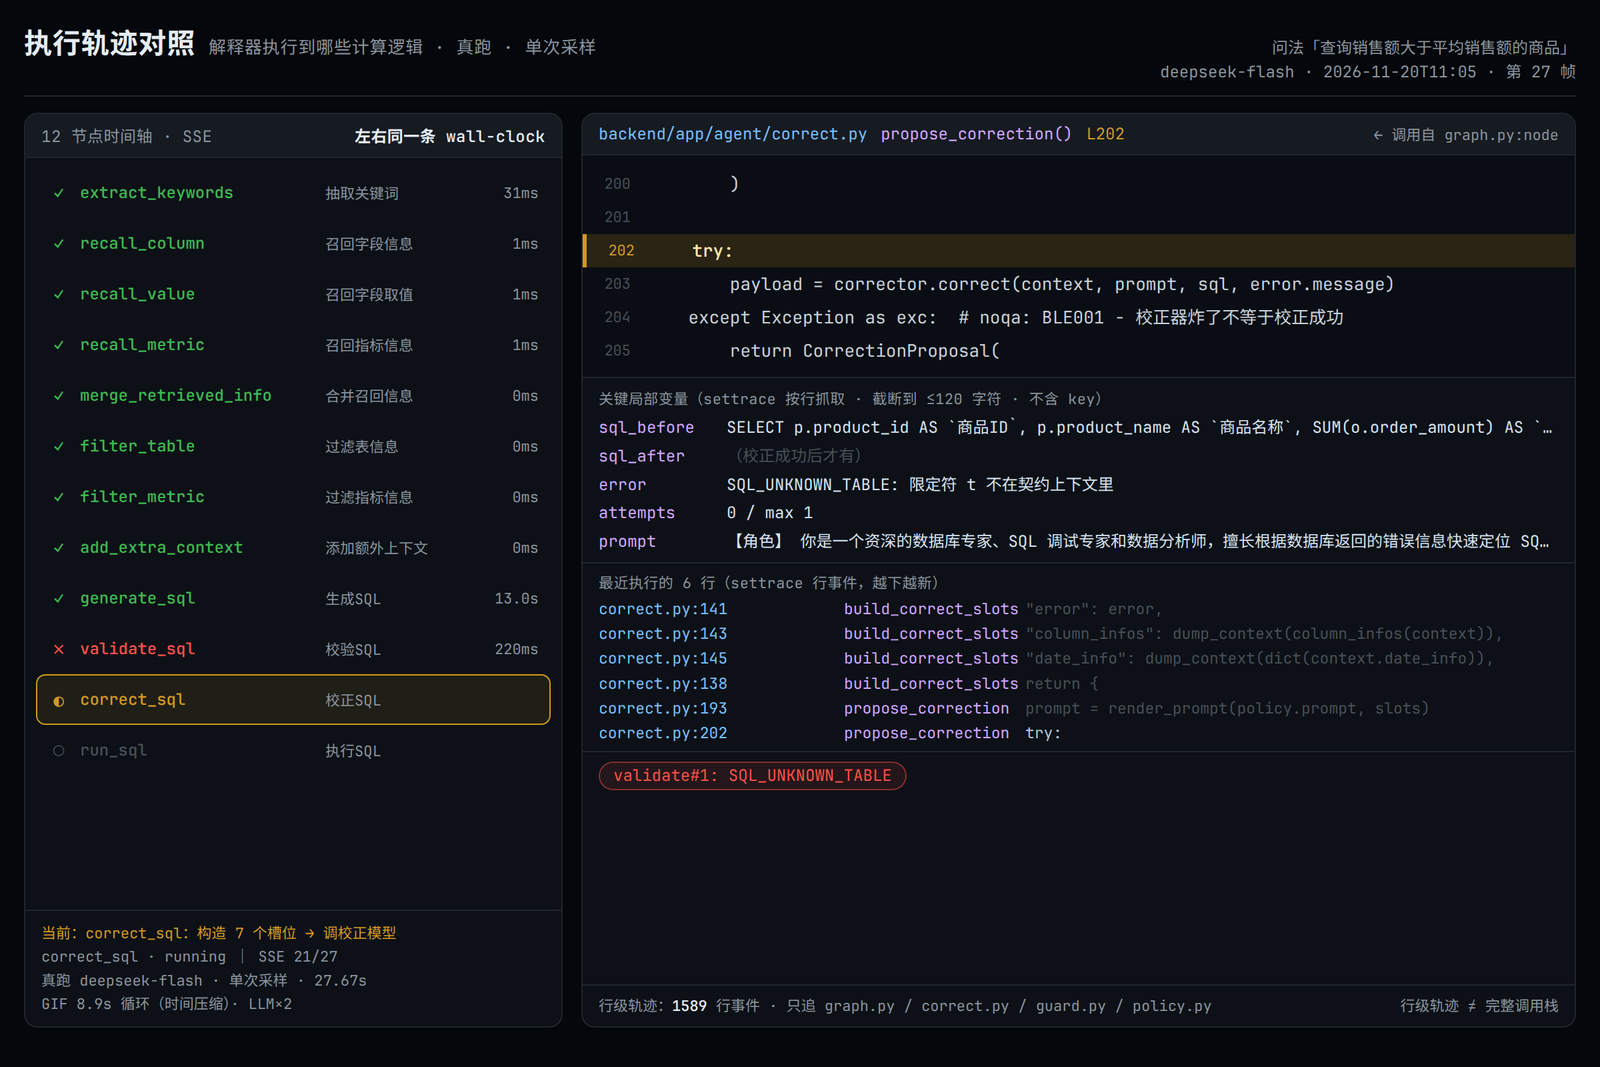 执行轨迹对照 解释器执行到哪些计算逻辑 · 真跑 · 单次采样
问法「查询销售额大于平均销售额的商品」
deepseek-flash · 2026-11-20T11:05 · 第 27 帧
12 节点时间轴 · SSE 左右同一条 wall-clock
✓ extract_keywords 抽取关键词 31ms
✓ recall_column 召回字段信息 1ms
✓ recall_value 召回字段取值 1ms
✓ recall_metric 召回指标信息 1ms
✓ merge_retrieved_info 合并召回信息 0ms
✓ filter_table 过滤表信息 0ms
✓ filter_metric 过滤指标信息 0ms
✓ add_extra_context 添加额外上下文 0ms
✓ generate_sql 生成SQL 13.0s
✕ validate_sql 校验SQL 220ms
◐ correct_sql 校正SQL
○ run_sql 执行SQL
当前: correct_sql: 构造 7 个槽位 → 调校正模型
correct_sql · running | SSE 21/27
真跑 deepseek-flash · 单次采样 · 27.67s
GIF 8.9s 循环（时间压缩）· LLM×2
backend/app/agent/correct.py propose_correction() L202 ← 调用自 graph.py:node
200 )
201
202 try:
203 payload = corrector.correct(context, prompt, sql, error.message)
204 except Exception as exc:  # noqa: BLE001 - 校正器炸了不等于校正成功
205 return CorrectionProposal(
关键局部变量（settrace 按行抓取 · 截断到 ≤120 字符 · 不含 key）
sql_before SELECT p.product_id AS `商品ID`, p.product_name AS `商品名称`, SUM(o.order_amount) AS `…
sql_after （校正成功后才有）
error SQL_UNKNOWN_TABLE: 限定符 t 不在契约上下文里
attempts 0 / max 1
prompt 【角色】 你是一个资深的数据库专家、SQL 调试专家和数据分析师，擅长根据数据库返回的错误信息快速定位 SQ…
最近执行的 6 行（settrace 行事件，越下越新）
correct.py:141 build_correct_slots "error": error,
correct.py:143 build_correct_slots "column_infos": dump_context(column_infos(context)),
correct.py:145 build_correct_slots "date_info": dump_context(dict(context.date_info)),
correct.py:138 build_correct_slots return {
correct.py:193 propose_correction prompt = render_prompt(policy.prompt, slots)
correct.py:202 propose_correction try:
validate#1: SQL_UNKNOWN_TABLE
行级轨迹: 1589 行事件 · 只追 graph.py / correct.py / guard.py / policy.py 行级轨迹 ≠ 完整调用栈